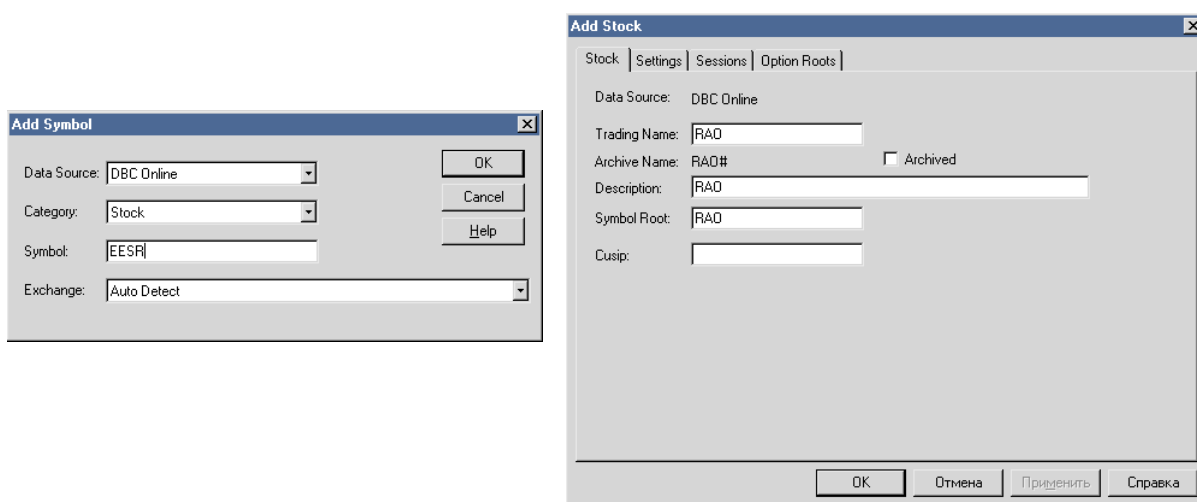 Add Symbol
Data Source: DBC Online
OK
Category: Stock
Cancel
Symbol: EESR
Help
Exchange: Auto Detect
Add Stock
Stock Settings Sessions Option Roots
Data Source: DBC Online
Trading Name: RAO
Archive Name: RAO# Archived
Description: RAO
Symbol Root: RAO
Cusip:
OK Отмена Применить Справка